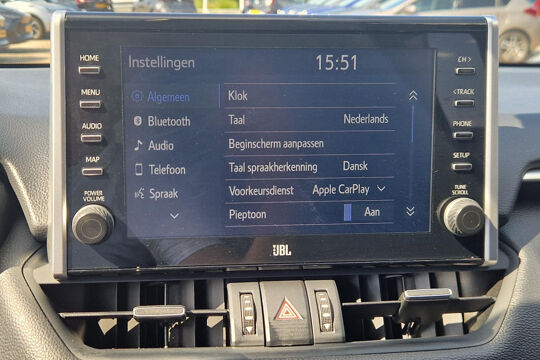 Instellingen 15:51
HOME
MENU
AUDIO
MAP
POWER
VOLUME
Algemeen
Bluetooth
Audio
Telefoon
Spraak
Klok
Taal Nederlands
Beginscherm aanpassen
Taal spraakherkenning Dansk
Voorkeursdienst Apple CarPlay
Pieptoon Aan
CH >
< TRACK
PHONE
SETUP
TUNE
SCROLL
JBL